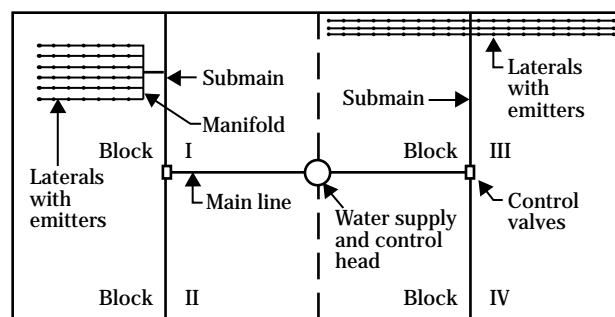 Submain
Manifold
Laterals
with
emitters
Submain
Block I
Block III
Laterals
with
emitters
Main line
Water supply
and control
head
Control
valves
Block II
Block IV